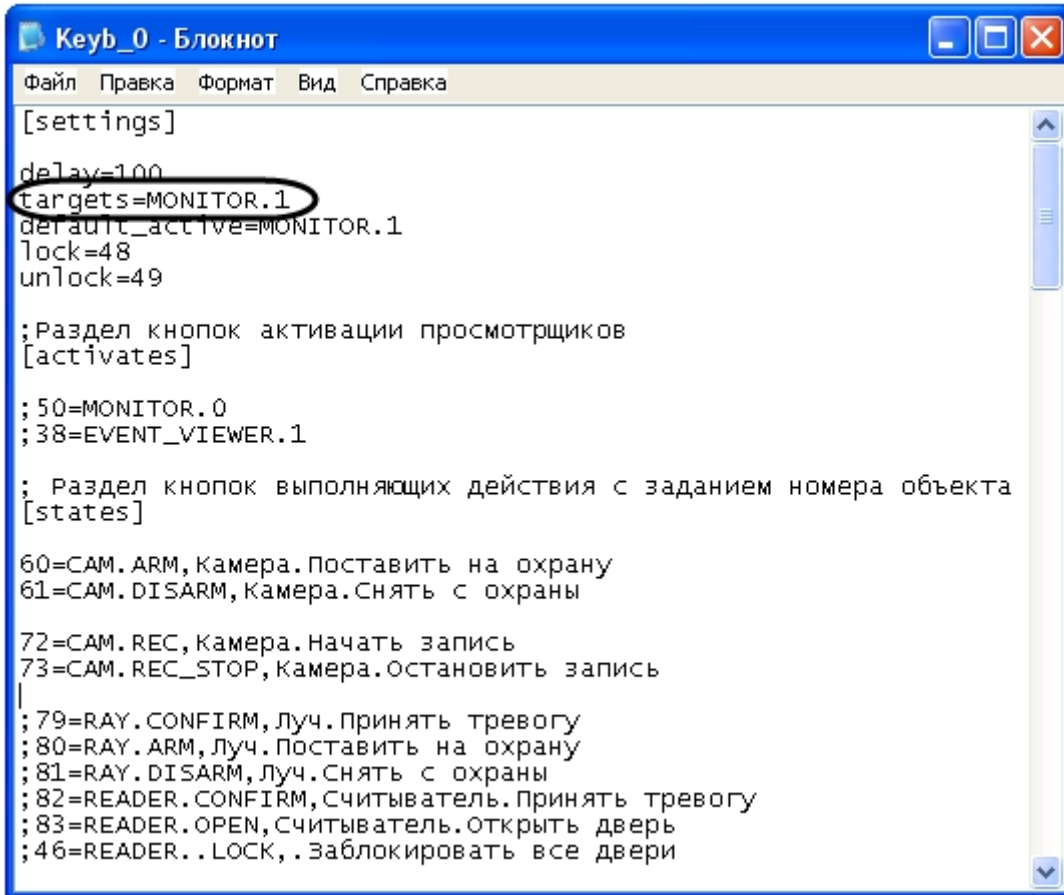 Keyb_0 - Блокнот
Файл Правка Формат Вид Справка
[settings]
delay=100
targets=MONITOR.1
default_active=MONITOR.1
lock=48
unlock=49
;Раздел кнопок активации просмотрщиков
[activates]
;50=MONITOR.0
;38=EVENT_VIEWER.1
; Раздел кнопок выполняющих действия с заданием номера объекта
[states]
60=CAM.ARM,Камера.Поставить на охрану
61=CAM.DISARM,Камера.Снять с охраны
72=CAM.REC,Камера.Начать запись
73=CAM.REC_STOP,Камера.Остановить запись
;79=RAY.CONFIRM,Луч.Принять тревогу
;80=RAY.ARM,Луч.Поставить на охрану
;81=RAY.DISARM,Луч.Снять с охраны
;82=READER.CONFIRM,Считыватель.Принять тревогу
;83=READER.OPEN,Считыватель.Открыть дверь
;46=READER..LOCK,.Заблокировать все двери